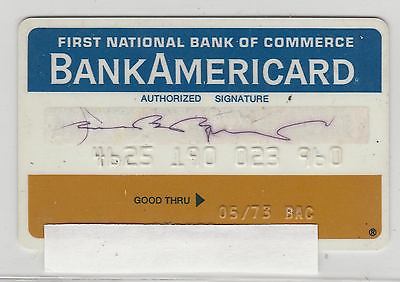 FIRST NATIONAL BANK OF COMMERCE
BANKAMERICARD
AUTHORIZED SIGNATURE
4625 190 023 960
GOOD THRU
05/73 BAC
®